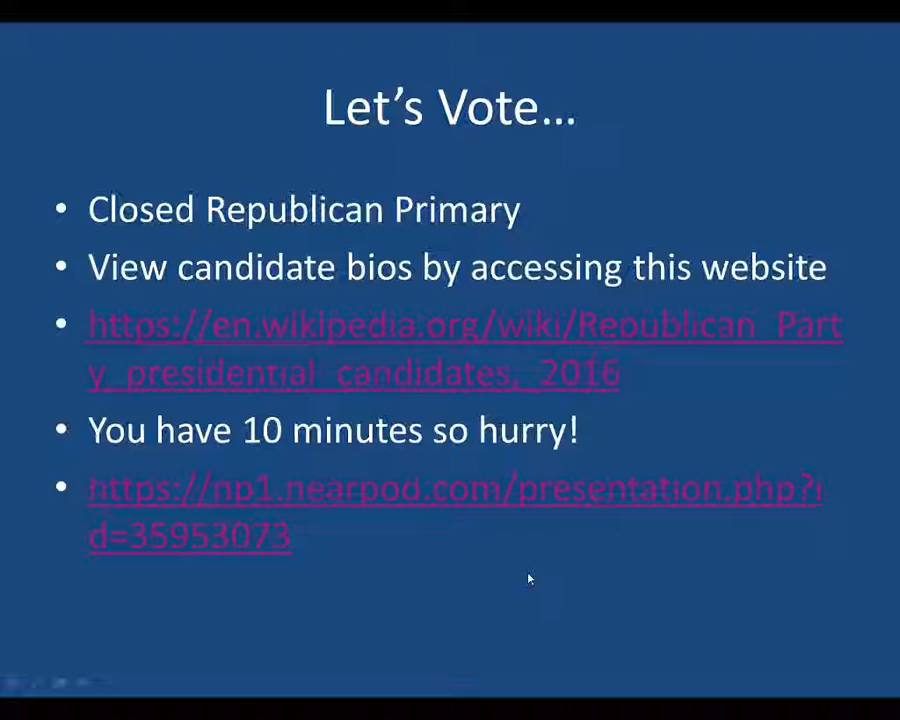 Let's Vote...
• Closed Republican Primary
• View candidate bios by accessing this website
• https://en.wikipedia.org/wiki/Republican_Part
y_presidential_candidates,_2016
• You have 10 minutes so hurry!
• https://np1.nearpod.com/presentation.php?i
d=35953073